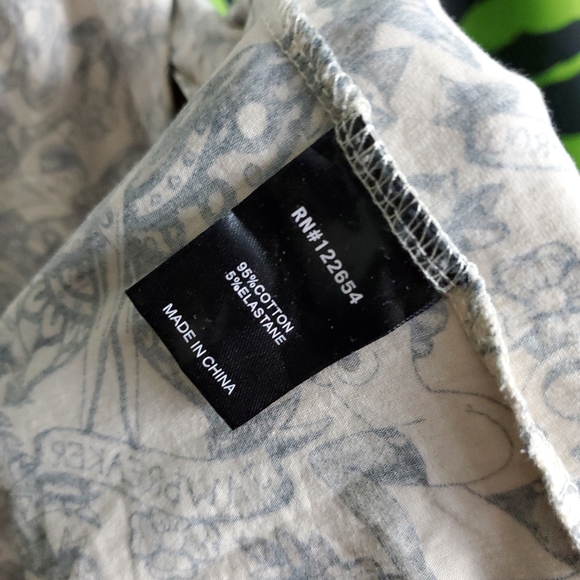 RN#122654
95%COTTON
5%ELASTANE
MADE IN CHINA